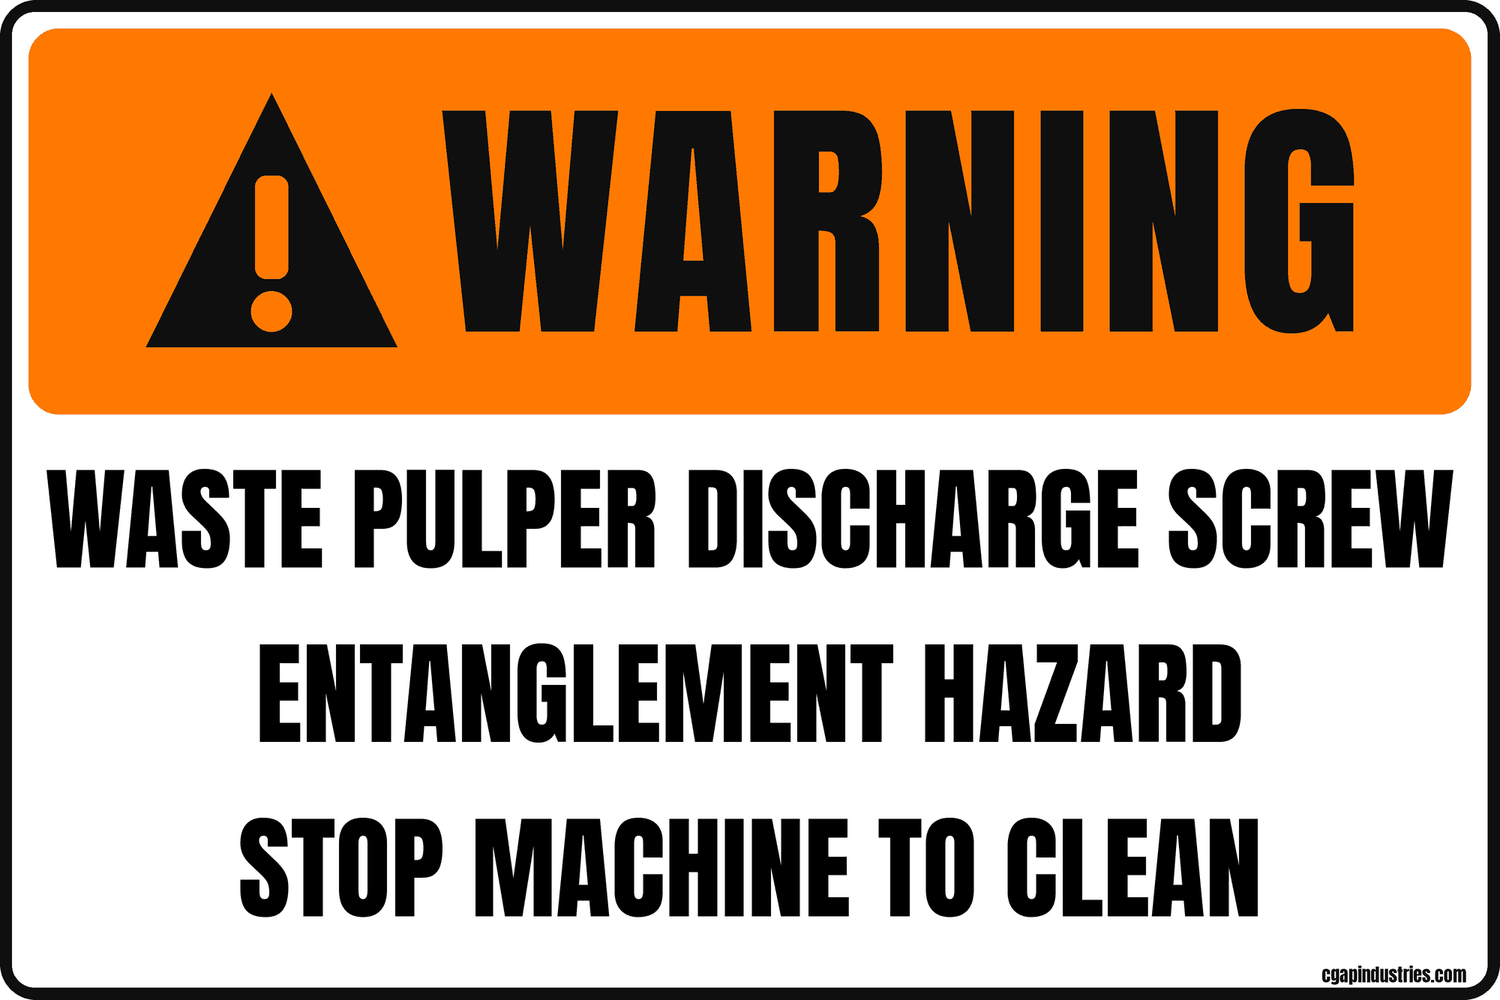 WARNING
WASTE PULPER DISCHARGE SCREW
ENTANGLEMENT HAZARD
STOP MACHINE TO CLEAN
cgapindustries.com